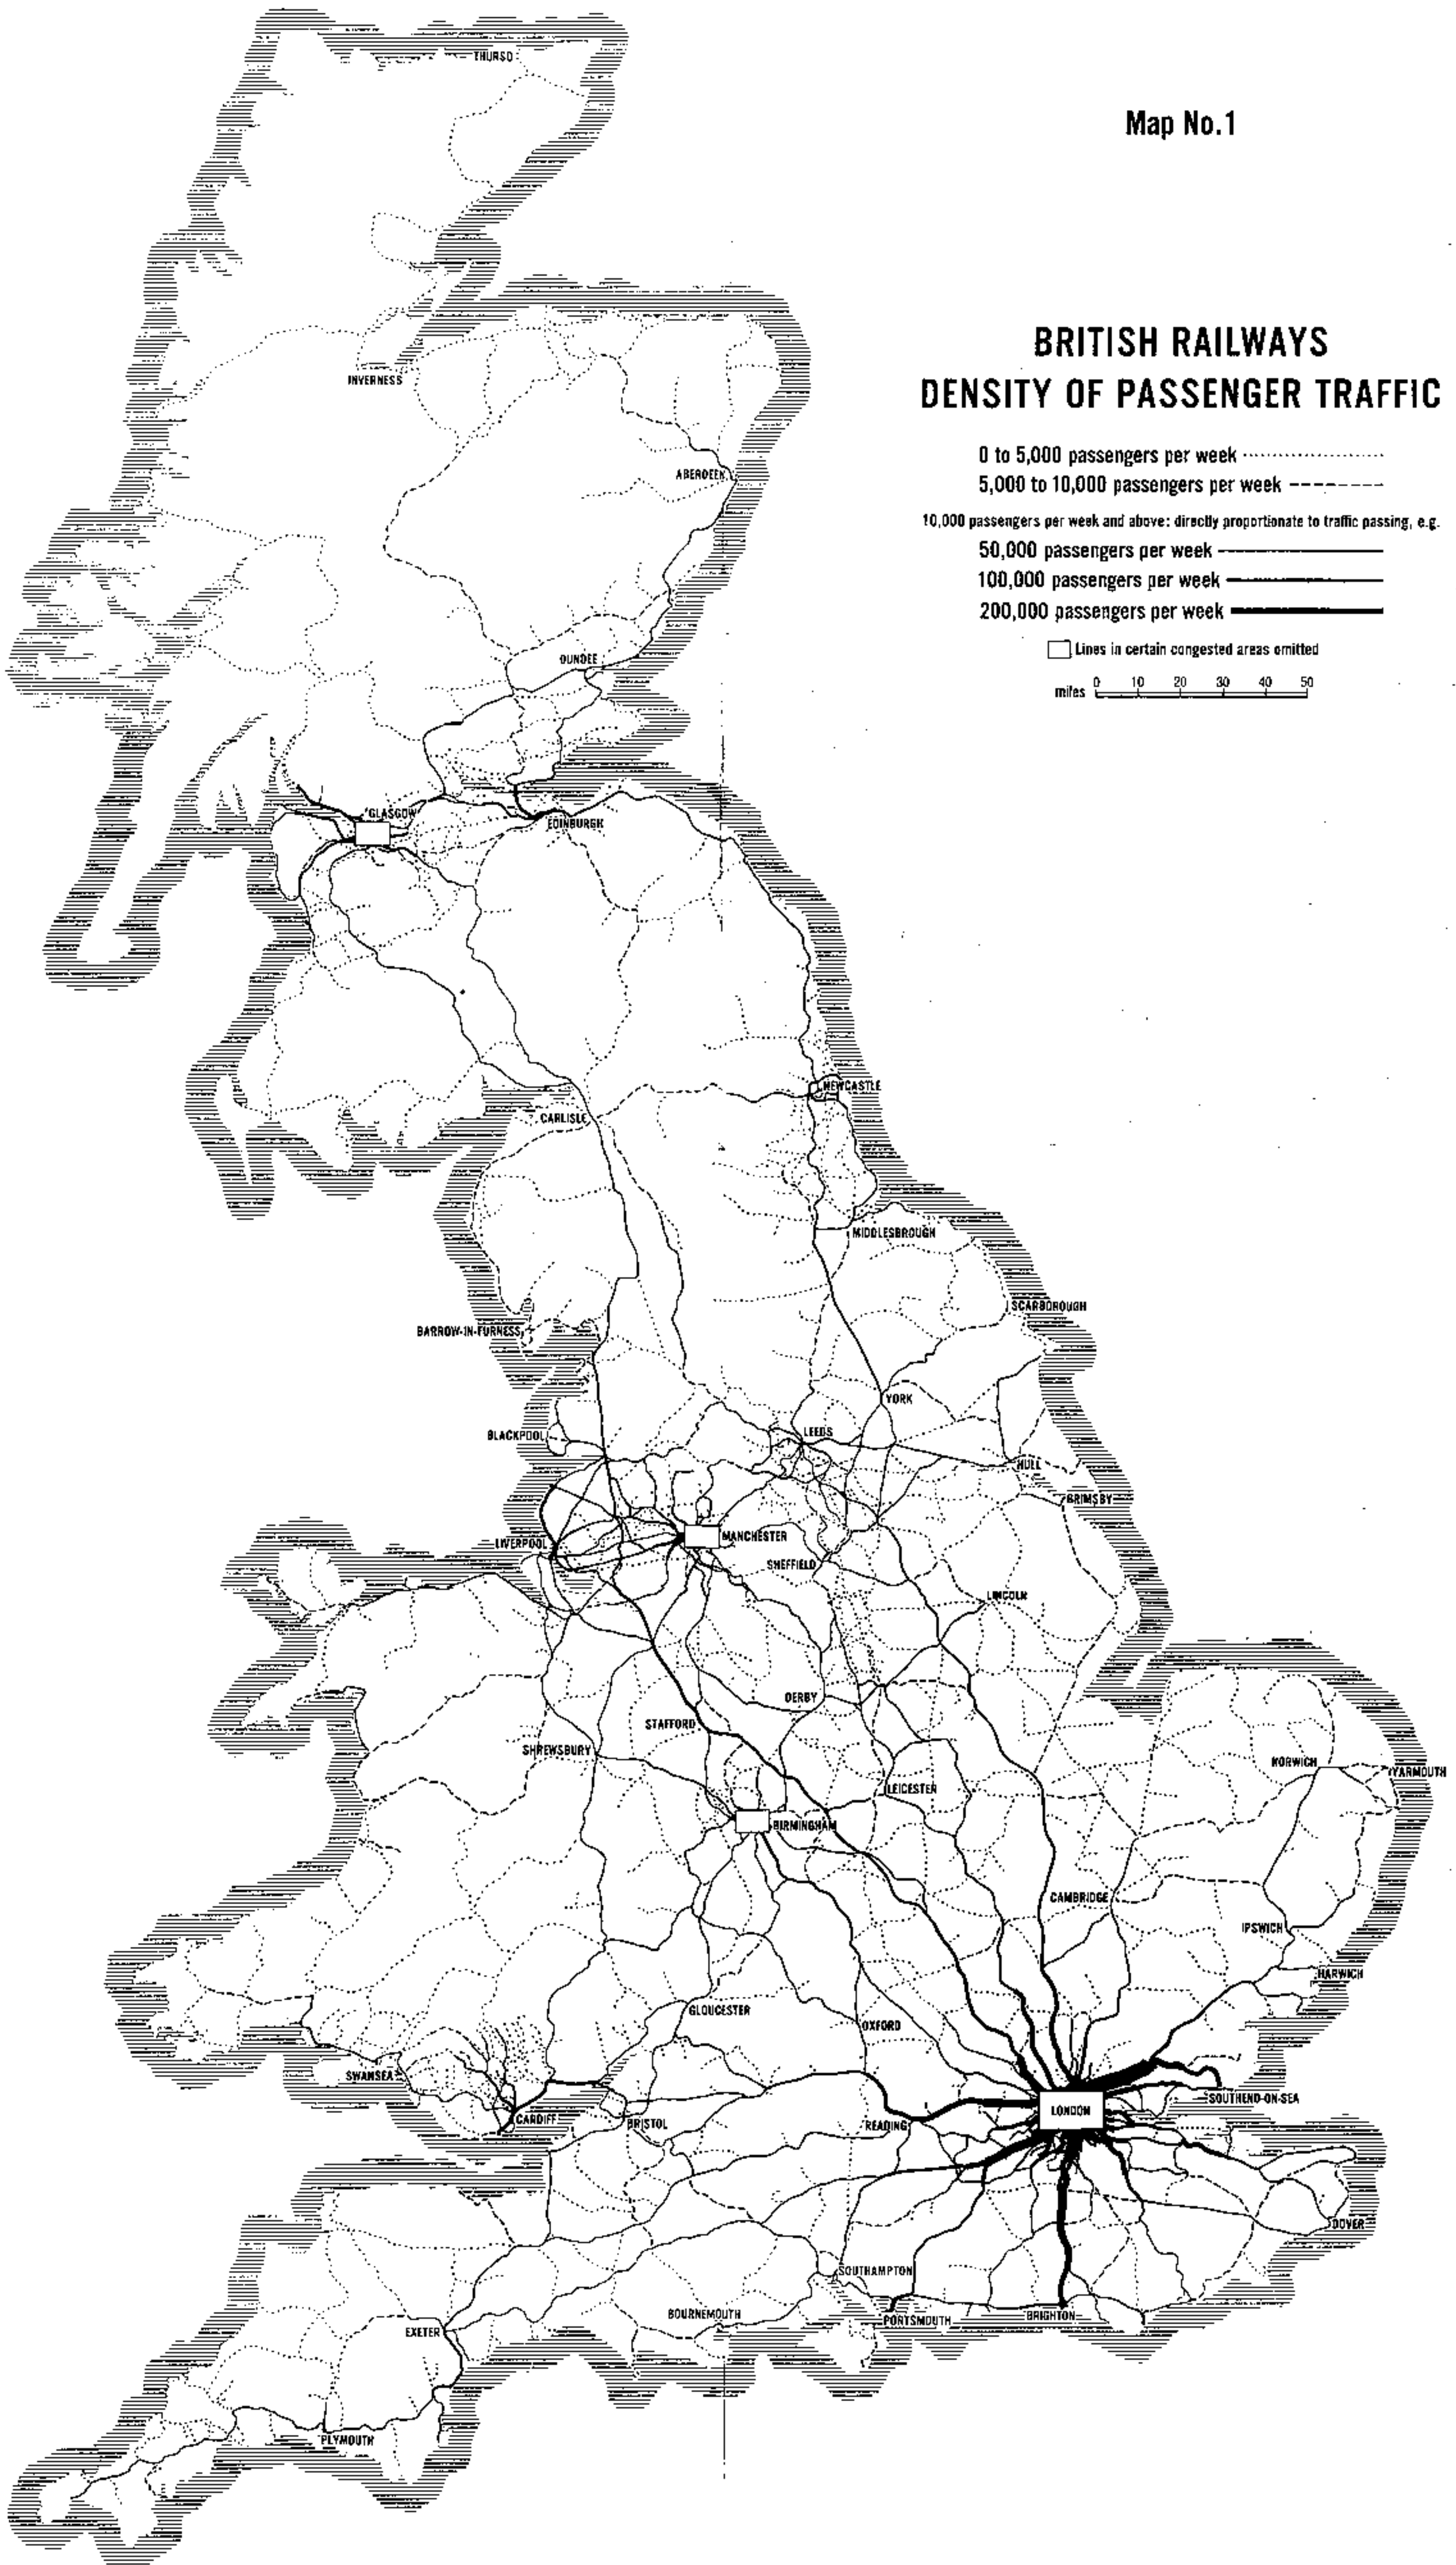 Map No.1
BRITISH RAILWAYS
DENSITY OF PASSENGER TRAFFIC
0 to 5,000 passengers per week
5,000 to 10,000 passengers per week
10,000 passengers per week and above: directly proportionate to traffic passing, e.g.
50,000 passengers per week
100,000 passengers per week
200,000 passengers per week
Lines in certain congested areas omitted
miles 0 10 20 30 40 50
THURSO
INVERNESS
ABERDEEN
DUNDEE
GLASGOW
EDINBURGH
NEWCASTLE
CARLISLE
MIDDLESBROUGH
SCARBOROUGH
BARROW-IN-FURNESS
YORK
BLACKPOOL
LEEDS
HULL
GRIMSBY
MANCHESTER
LIVERPOOL
SHEFFIELD
LINCOLN
DERBY
STAFFORD
SHREWSBURY
NORWICH
YARMOUTH
LEICESTER
BIRMINGHAM
CAMBRIDGE
IPSWICH
HARWICH
GLOUCESTER
OXFORD
SWANSEA
SOUTHEND-ON-SEA
LONDON
CARDIFF
BRISTOL
READING
DOVER
SOUTHAMPTON
BOURNEMOUTH
PORTSMOUTH
BRIGHTON
EXETER
PLYMOUTH